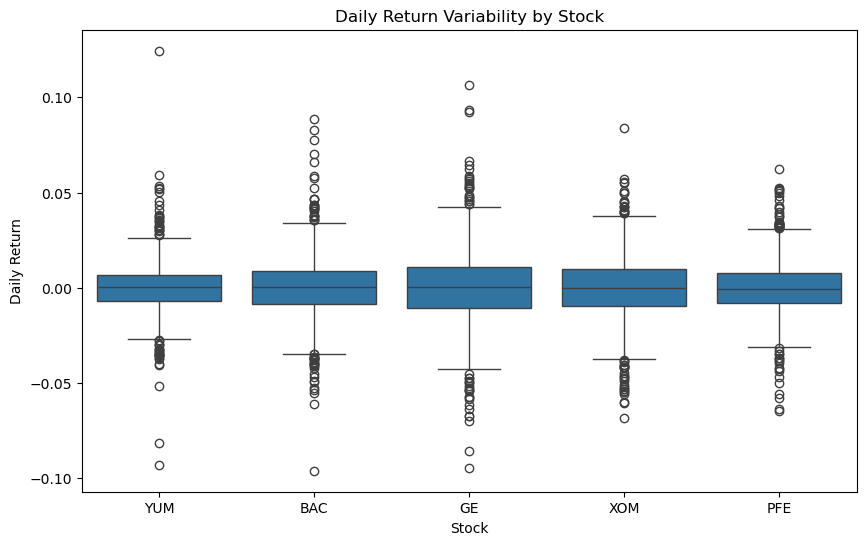 Daily Return Variability by Stock
Daily Return
0.10
0.05
0.00
−0.05
−0.10
YUM BAC GE XOM PFE
Stock